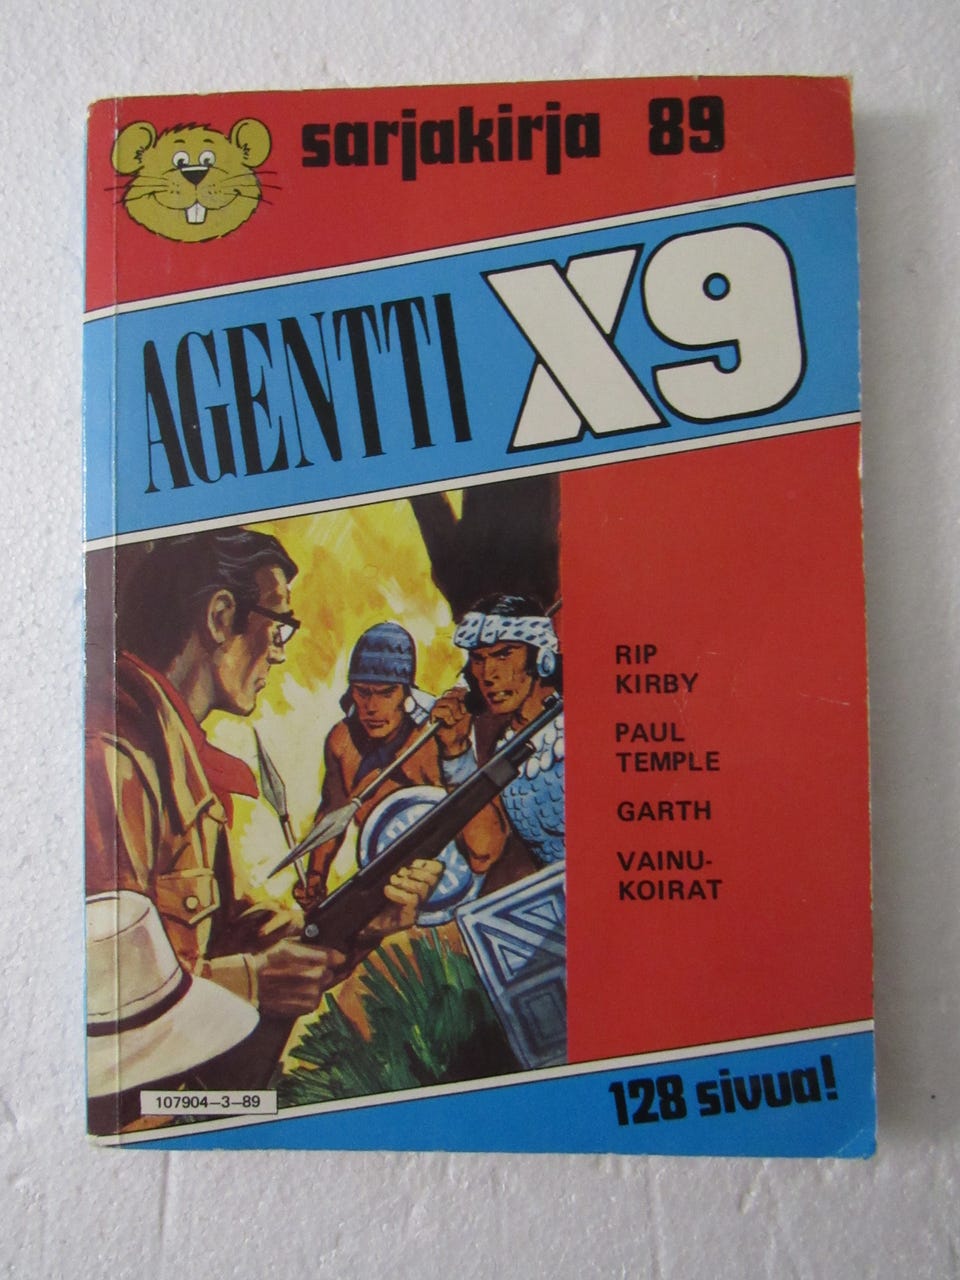 sarjakirja 89
AGENTTI X9
RIP
KIRBY
PAUL
TEMPLE
GARTH
VAINU-
KOIRAT
107904-3-89
128 sivua!